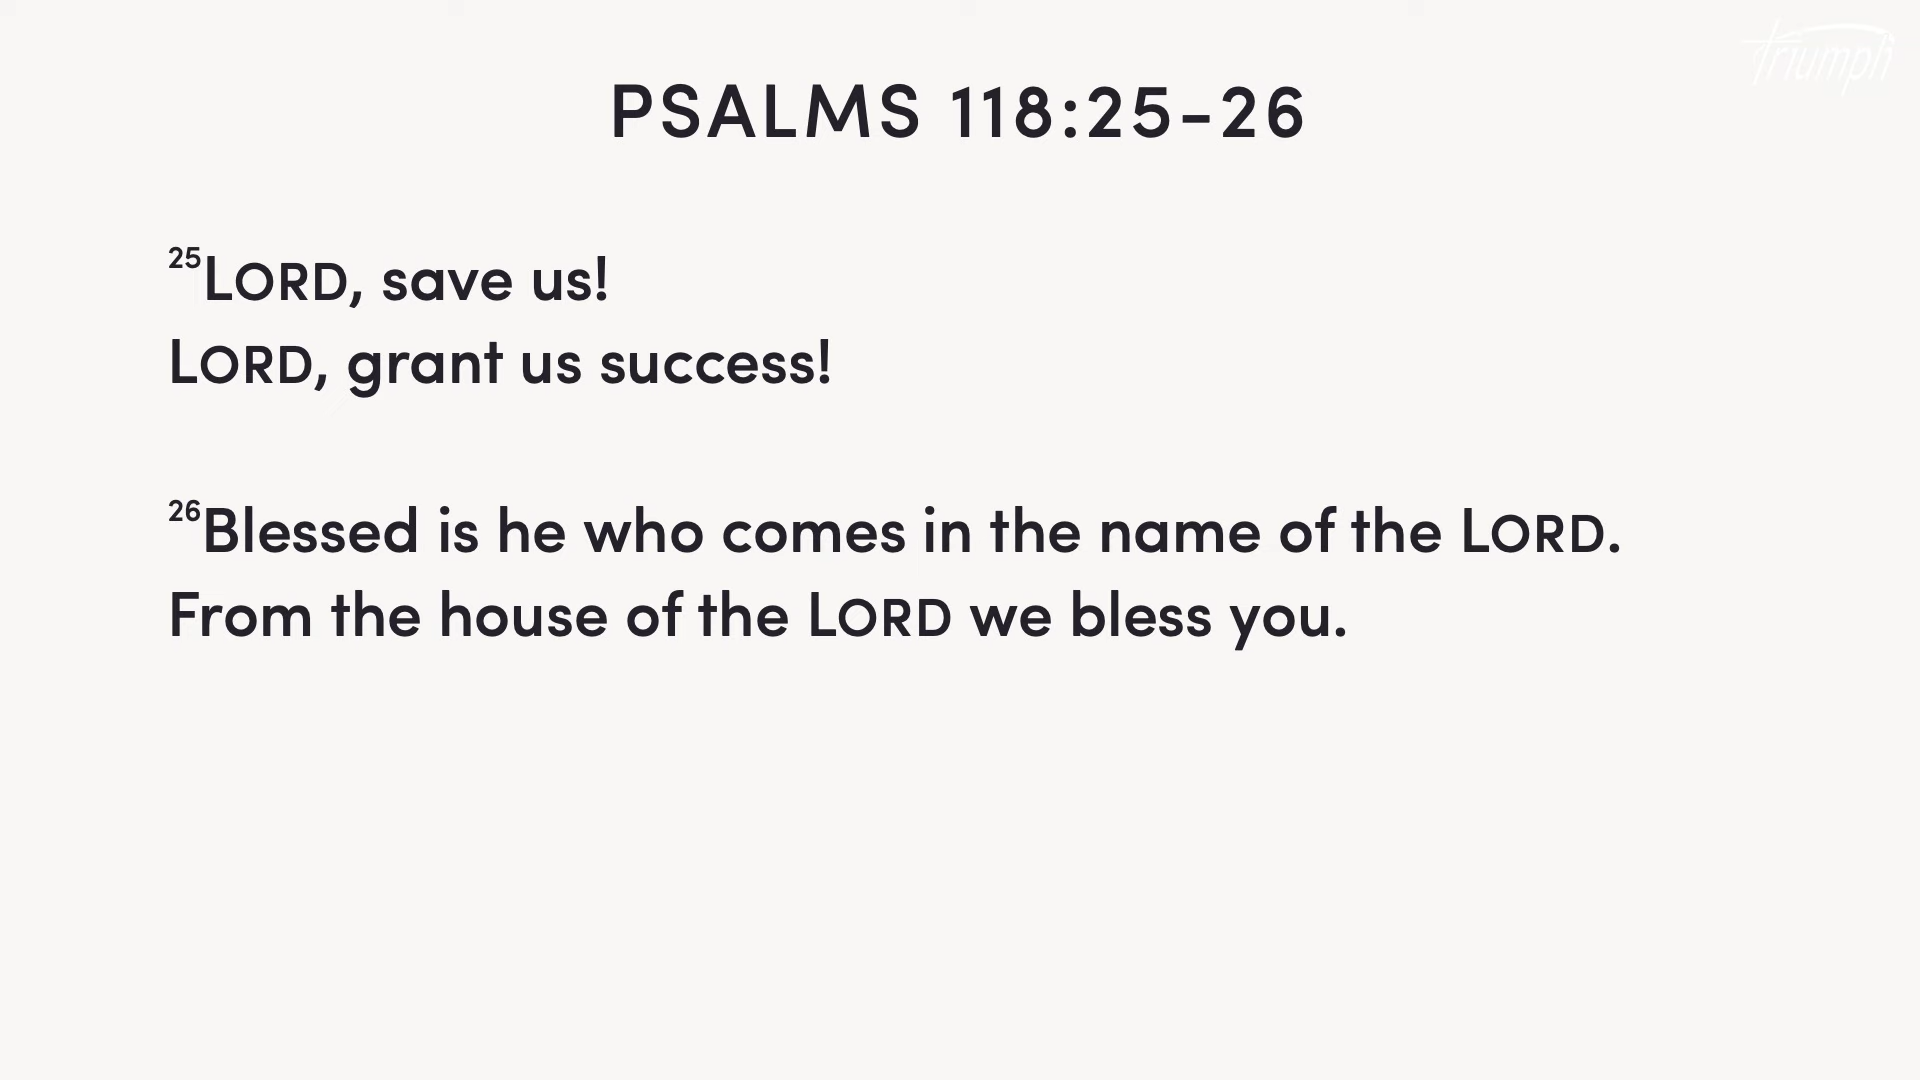 triumph
PSALMS 118:25-26
25LORD, save us!
LORD, grant us success!
26Blessed is he who comes in the name of the LORD.
From the house of the LORD we bless you.